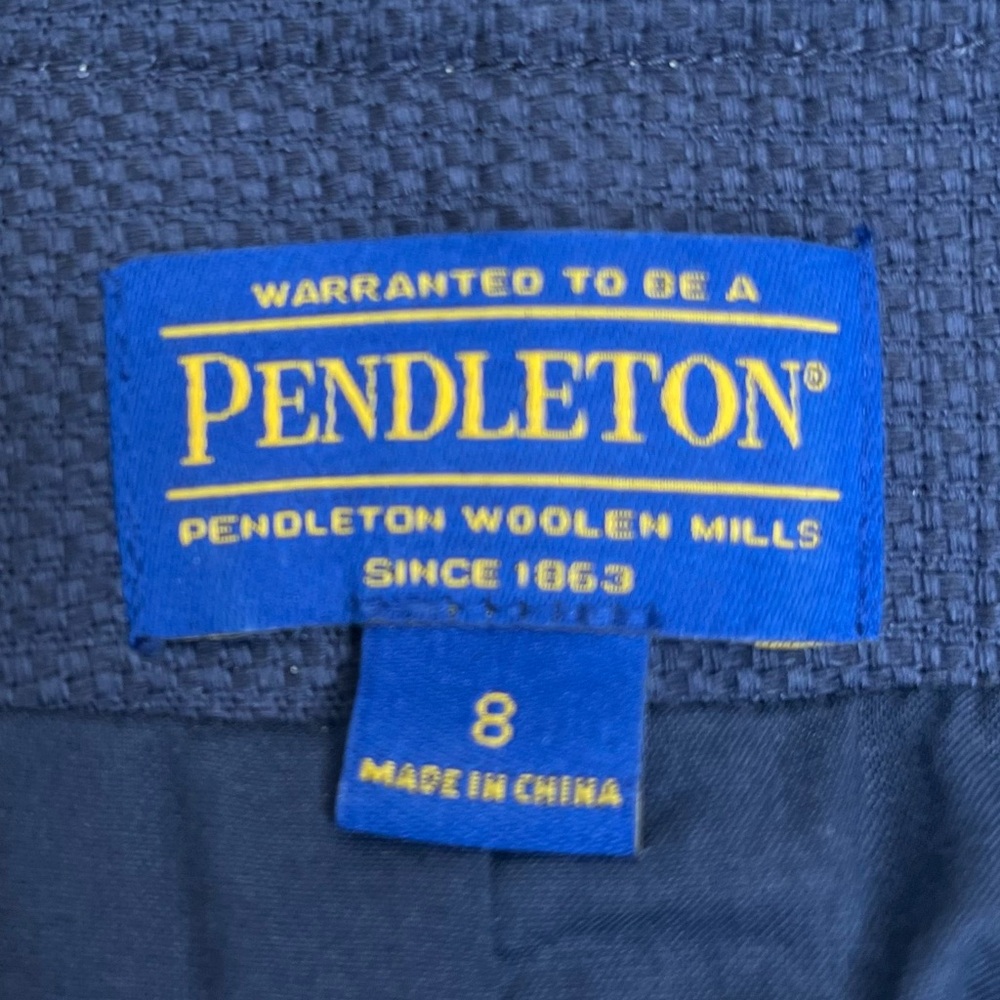 WARRANTED TO BE A
PENDLETON®
PENDLETON WOOLEN MILLS
SINCE 1863
8
MADE IN CHINA